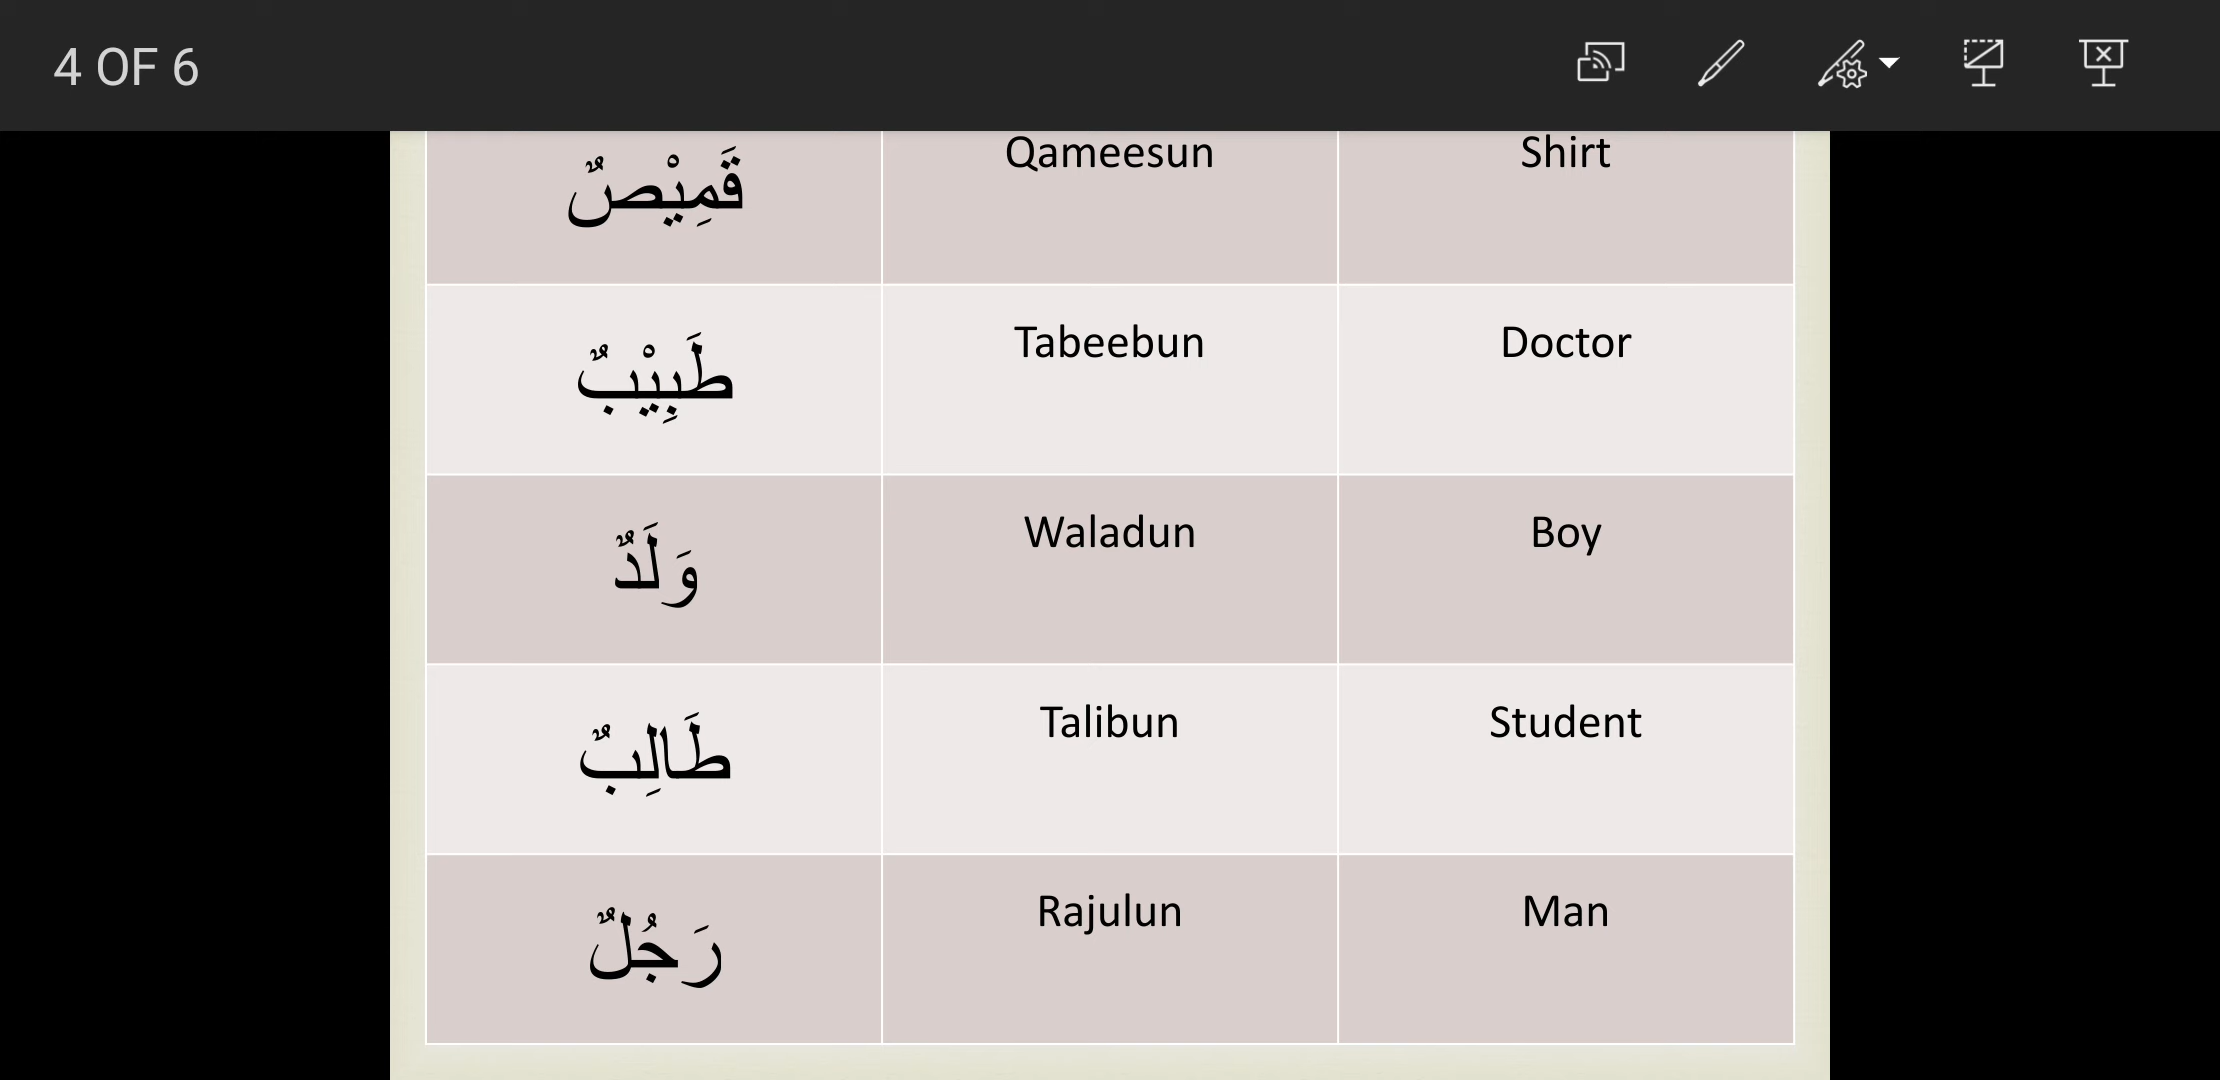 4 OF 6
قَمِيْصٌ Qameesun Shirt
طَبِيْبٌ Tabeebun Doctor
وَلَدٌ Waladun Boy
طَالِبٌ Talibun Student
رَجُلٌ Rajulun Man